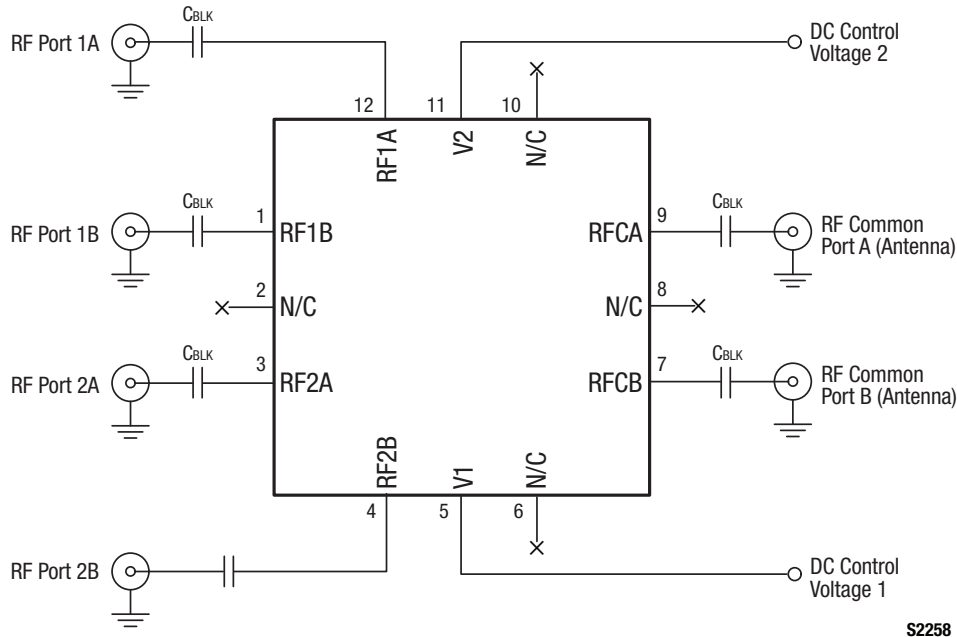 CBLK
RF Port 1A
DC Control
Voltage 2
12
11
10
RF1A
V2
N/C
CBLK
RF Port 1B
1
RF1B
RFCA
9
CBLK
RF Common
Port A (Antenna)
2
N/C
N/C
8
CBLK
RF Port 2A
3
RF2A
RFCB
7
CBLK
RF Common
Port B (Antenna)
RF2B
V1
N/C
4
5
6
RF Port 2B
DC Control
Voltage 1
S2258